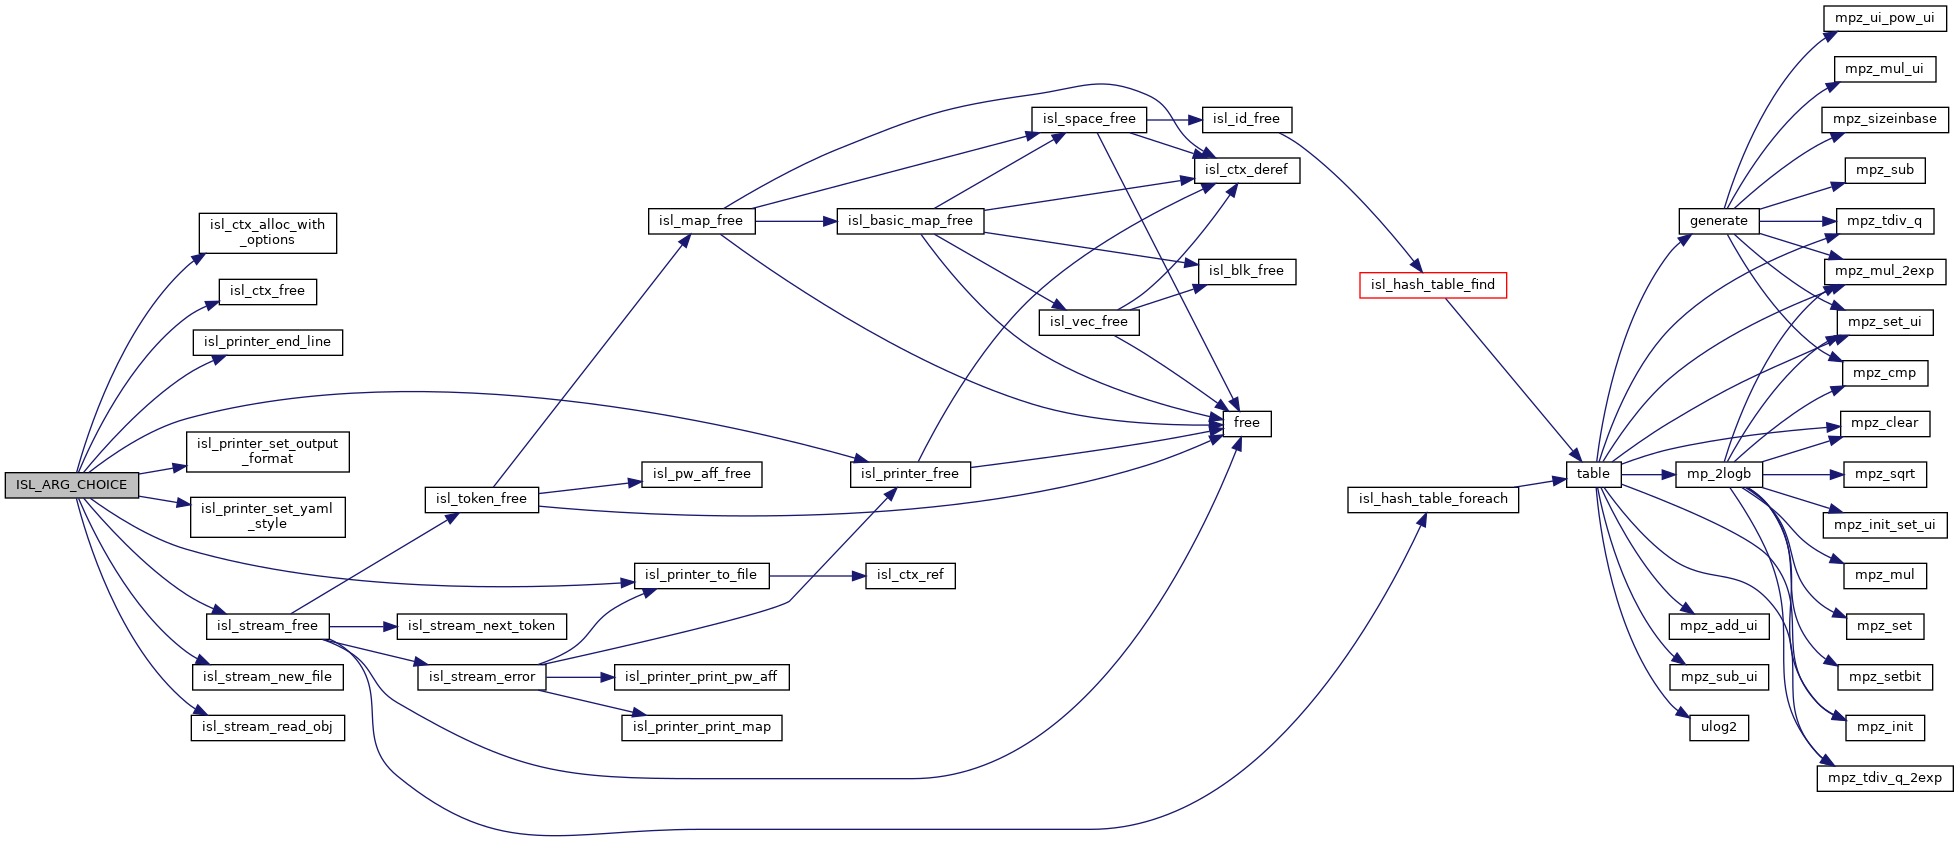 ISL_ARG_CHOICE
isl_ctx_alloc_with
_options
isl_ctx_free
isl_printer_end_line
isl_printer_set_output
_format
isl_printer_set_yaml
_style
isl_stream_free
isl_stream_new_file
isl_stream_read_obj
isl_token_free
isl_stream_next_token
isl_stream_error
isl_map_free
isl_pw_aff_free
isl_printer_to_file
isl_printer_print_pw_aff
isl_printer_print_map
isl_basic_map_free
isl_printer_free
isl_ctx_ref
isl_space_free
isl_vec_free
isl_id_free
isl_ctx_deref
isl_blk_free
free
isl_hash_table_find
isl_hash_table_foreach
table
generate
mp_2logb
mpz_add_ui
mpz_sub_ui
ulog2
mpz_ui_pow_ui
mpz_mul_ui
mpz_sizeinbase
mpz_sub
mpz_tdiv_q
mpz_mul_2exp
mpz_set_ui
mpz_cmp
mpz_clear
mpz_sqrt
mpz_init_set_ui
mpz_mul
mpz_set
mpz_setbit
mpz_init
mpz_tdiv_q_2exp